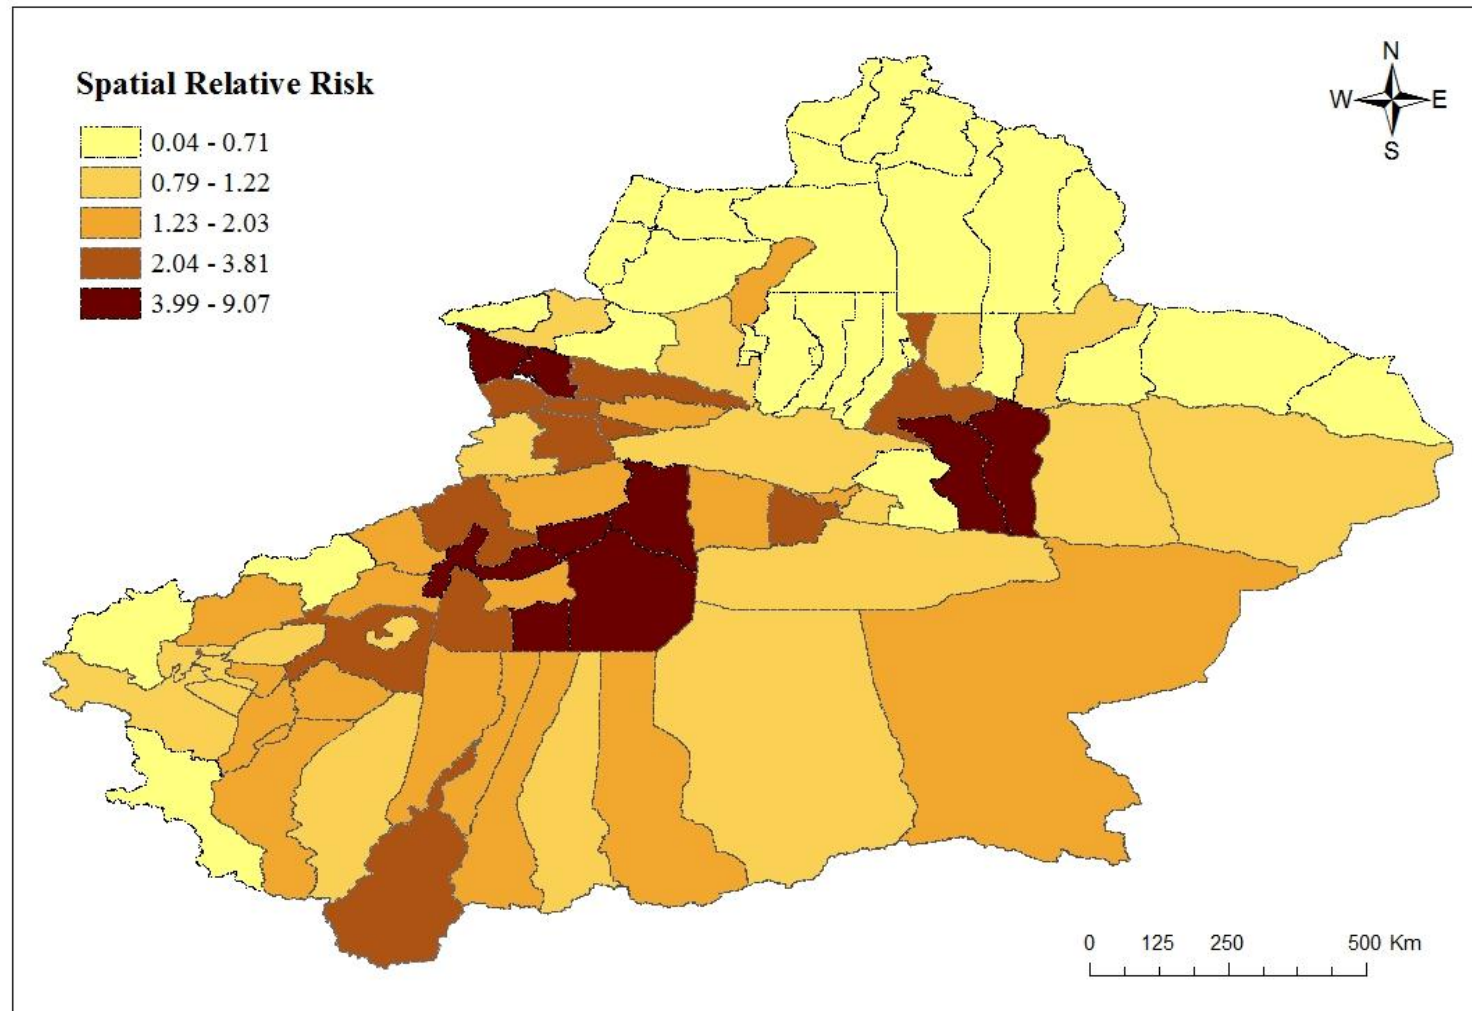 Spatial Relative Risk
0.04 - 0.71
0.79 - 1.22
1.23 - 2.03
2.04 - 3.81
3.99 - 9.07
N
W E
S
0 125 250 500 Km